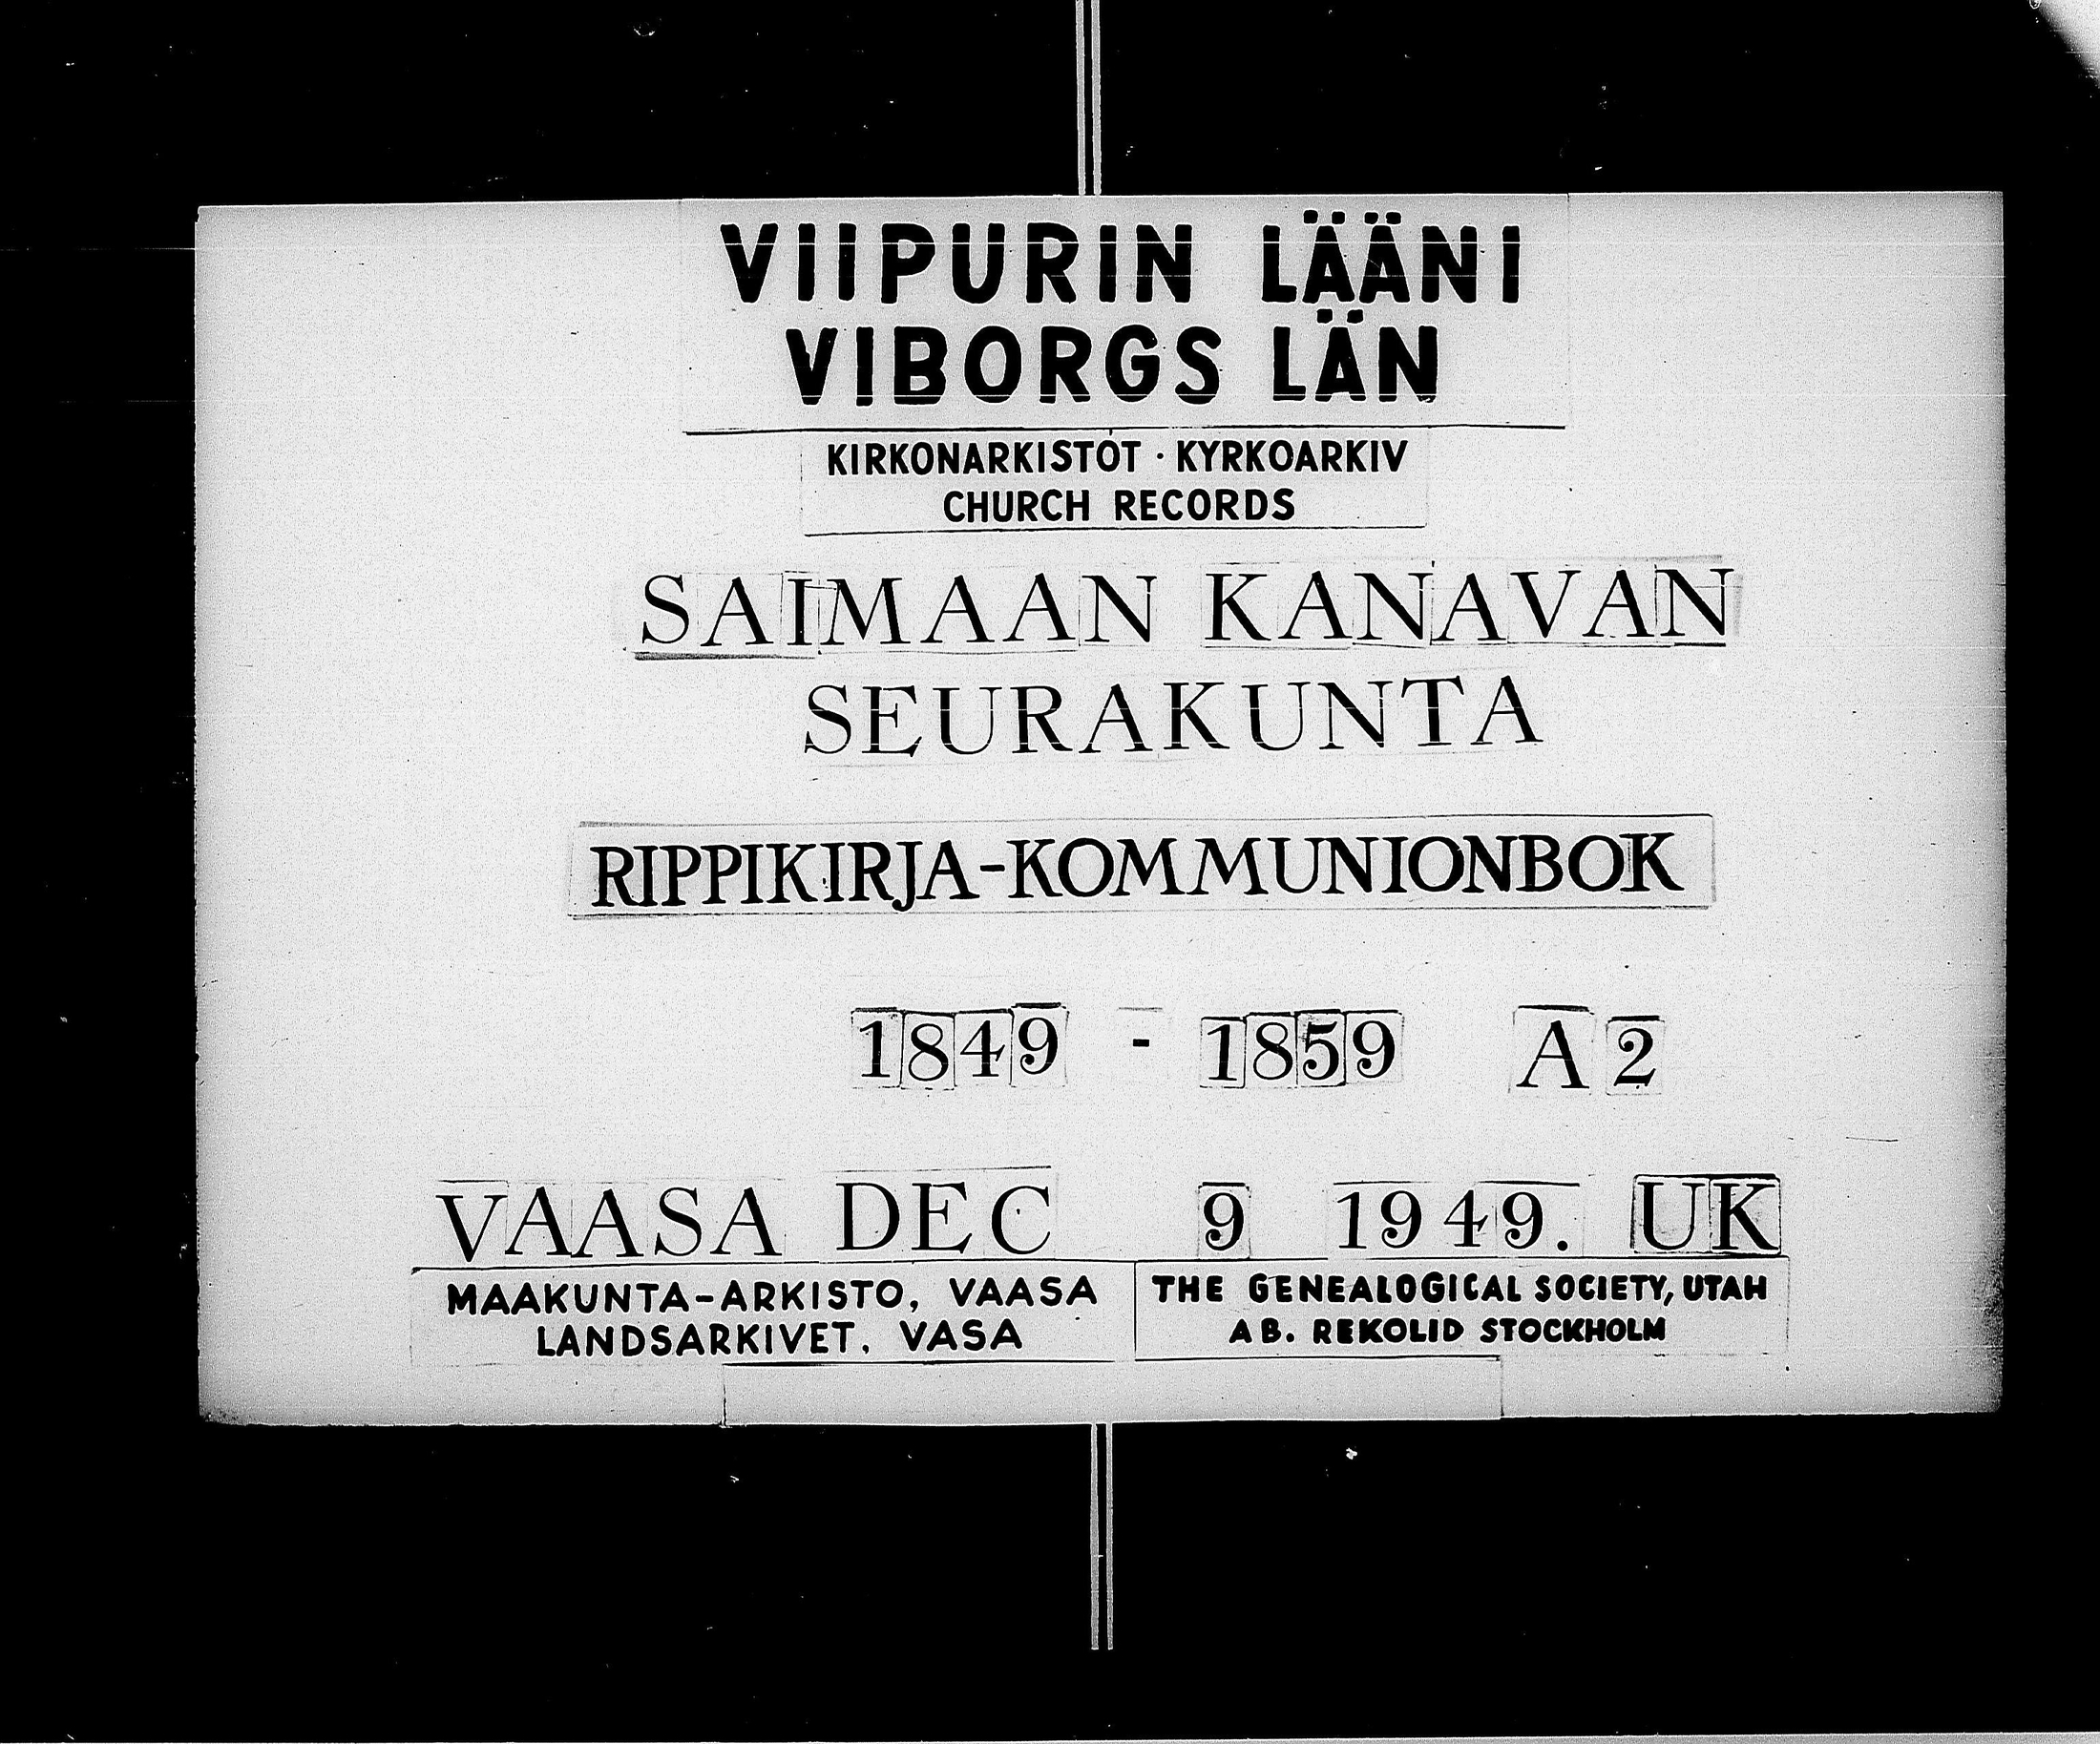 VIIPURIN LÄÄNI
VIBORGS LÄN
KIRKONARKISTOT · KYRKOARKIV
CHURCH RECORDS
SAIMAAN KANAVAN
SEURAKUNTA
RIPPIKIRJA-KOMMUNIONBOK
1849 - 1859 A 2
VAASA DEC 9 1949. UK
MAAKUNTA-ARKISTO, VAASA
LANDSARKIVET, VASA
THE GENEALOGICAL SOCIETY, UTAH
AB. REKOLID STOCKHOLM